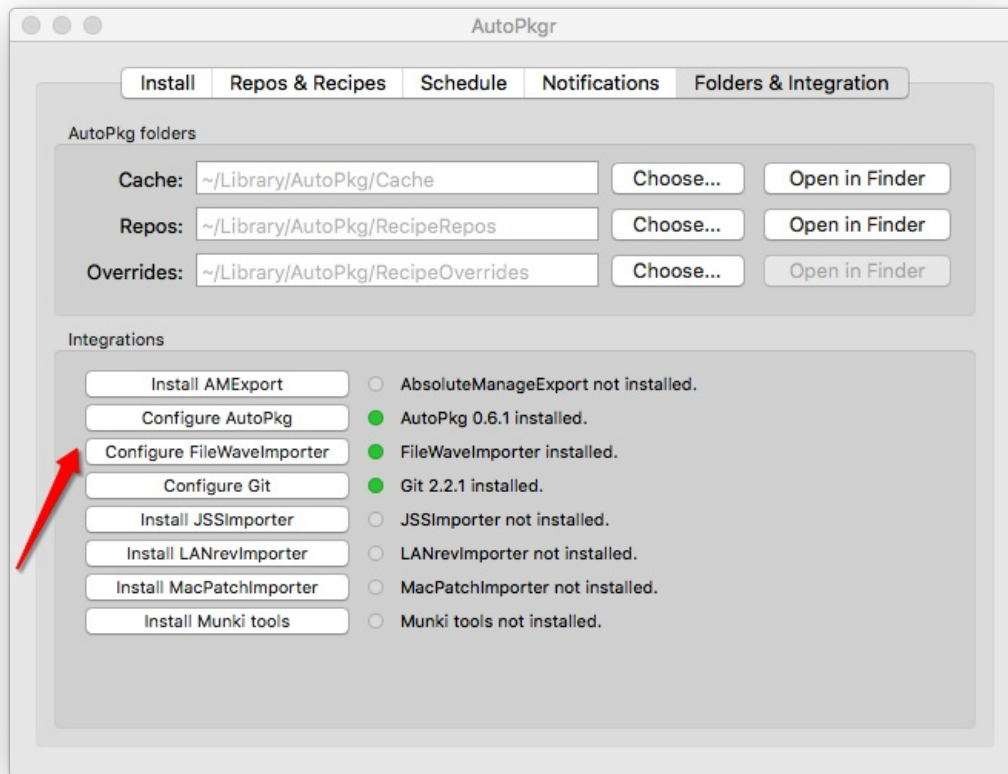 AutoPkgr
Install Repos & Recipes Schedule Notifications Folders & Integration
AutoPkg folders
Cache: ~/Library/AutoPkg/Cache Choose... Open in Finder
Repos: ~/Library/AutoPkg/RecipeRepos Choose... Open in Finder
Overrides: ~/Library/AutoPkg/RecipeOverrides Choose... Open in Finder
Integrations
Install AMExport AbsoluteManageExport not installed.
Configure AutoPkg AutoPkg 0.6.1 installed.
Configure FileWaveImporter FileWaveImporter installed.
Configure Git Git 2.2.1 installed.
Install JSSImporter JSSImporter not installed.
Install LANrevImporter LANrevImporter not installed.
Install MacPatchImporter MacPatchImporter not installed.
Install Munki tools Munki tools not installed.